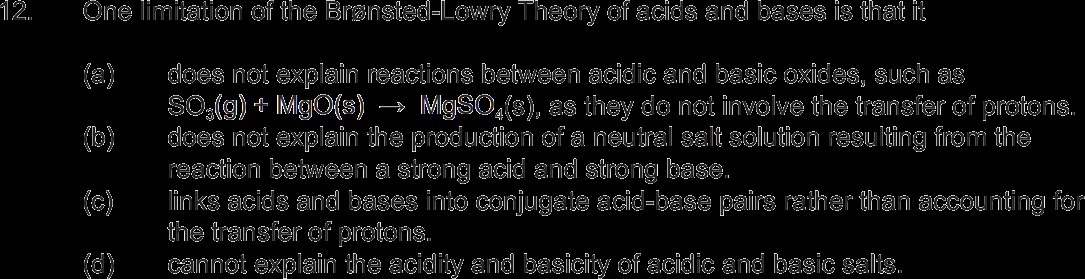 12. One limitation of the Brønsted-Lowry Theory of acids and bases is that it
(a) does not explain reactions between acidic and basic oxides, such as
SO₃(g) + MgO(s) → MgSO₄(s), as they do not involve the transfer of protons.
(b) does not explain the production of a neutral salt solution resulting from the
reaction between a strong acid and strong base.
(c) links acids and bases into conjugate acid-base pairs rather than accounting for
the transfer of protons.
(d) cannot explain the acidity and basicity of acidic and basic salts.